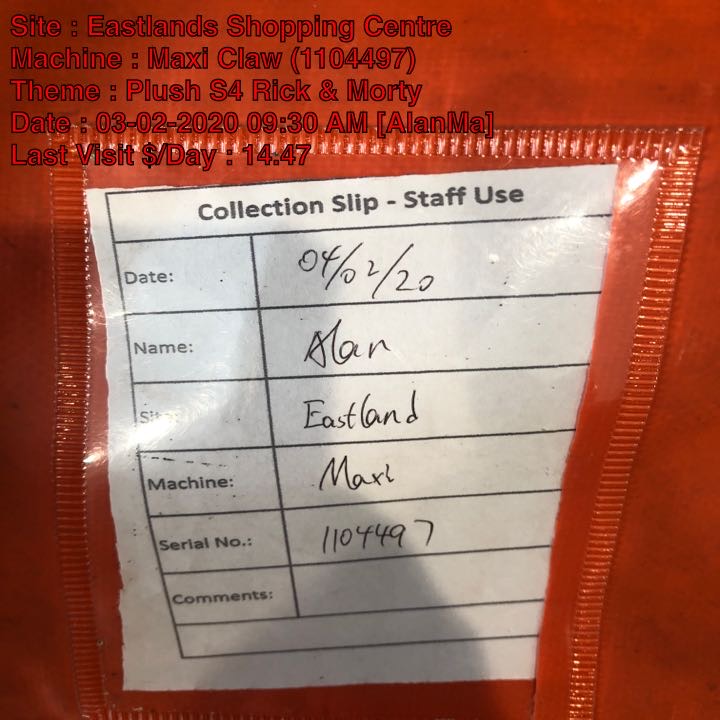 Site : Eastlands Shopping Centre
Machine : Maxi Claw (1104497)
Theme : Plush S4 Rick & Morty
Date : 03-02-2020 09:30 AM [AlanMa]
Last Visit $/Day : 14.47
Collection Slip - Staff Use
Date: 04/02/20
Name: Alan
Site: Eastland
Machine: Maxi
Serial No.: 1104497
Comments: